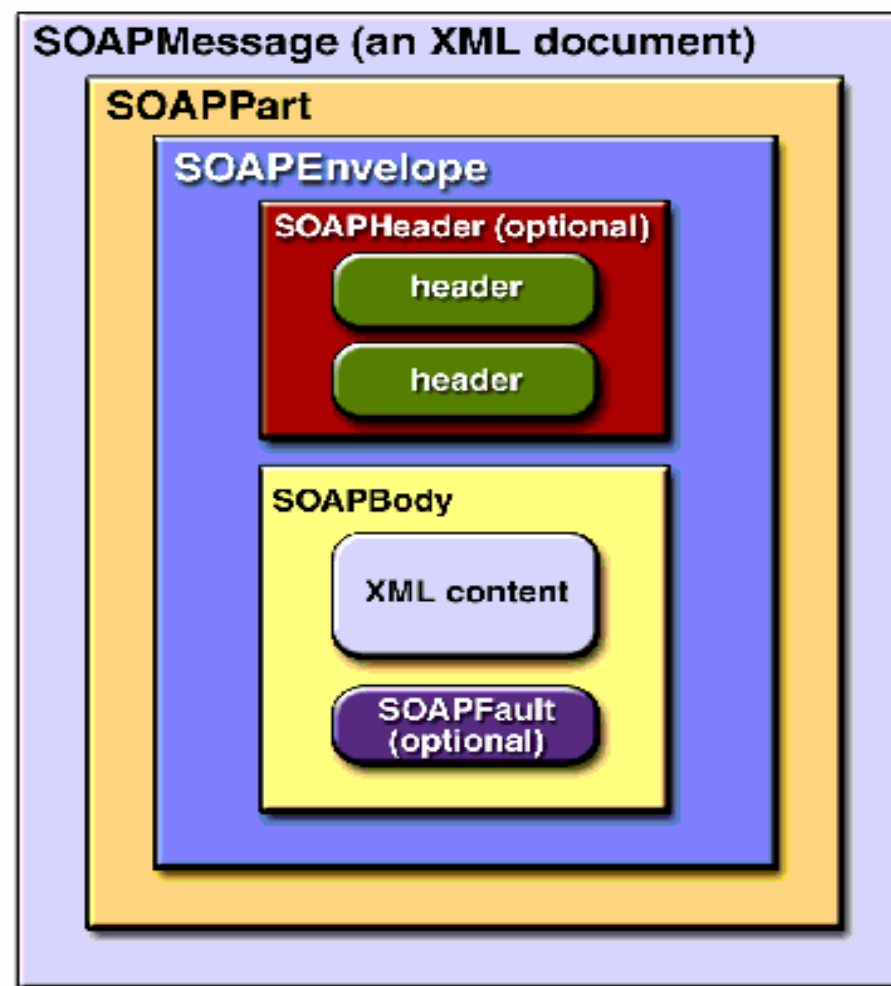 SOAPMessage (an XML document)
SOAPPart
SOAPEnvelope
SOAPHeader (optional)
header
header
SOAPBody
XML content
SOAPFault
(optional)